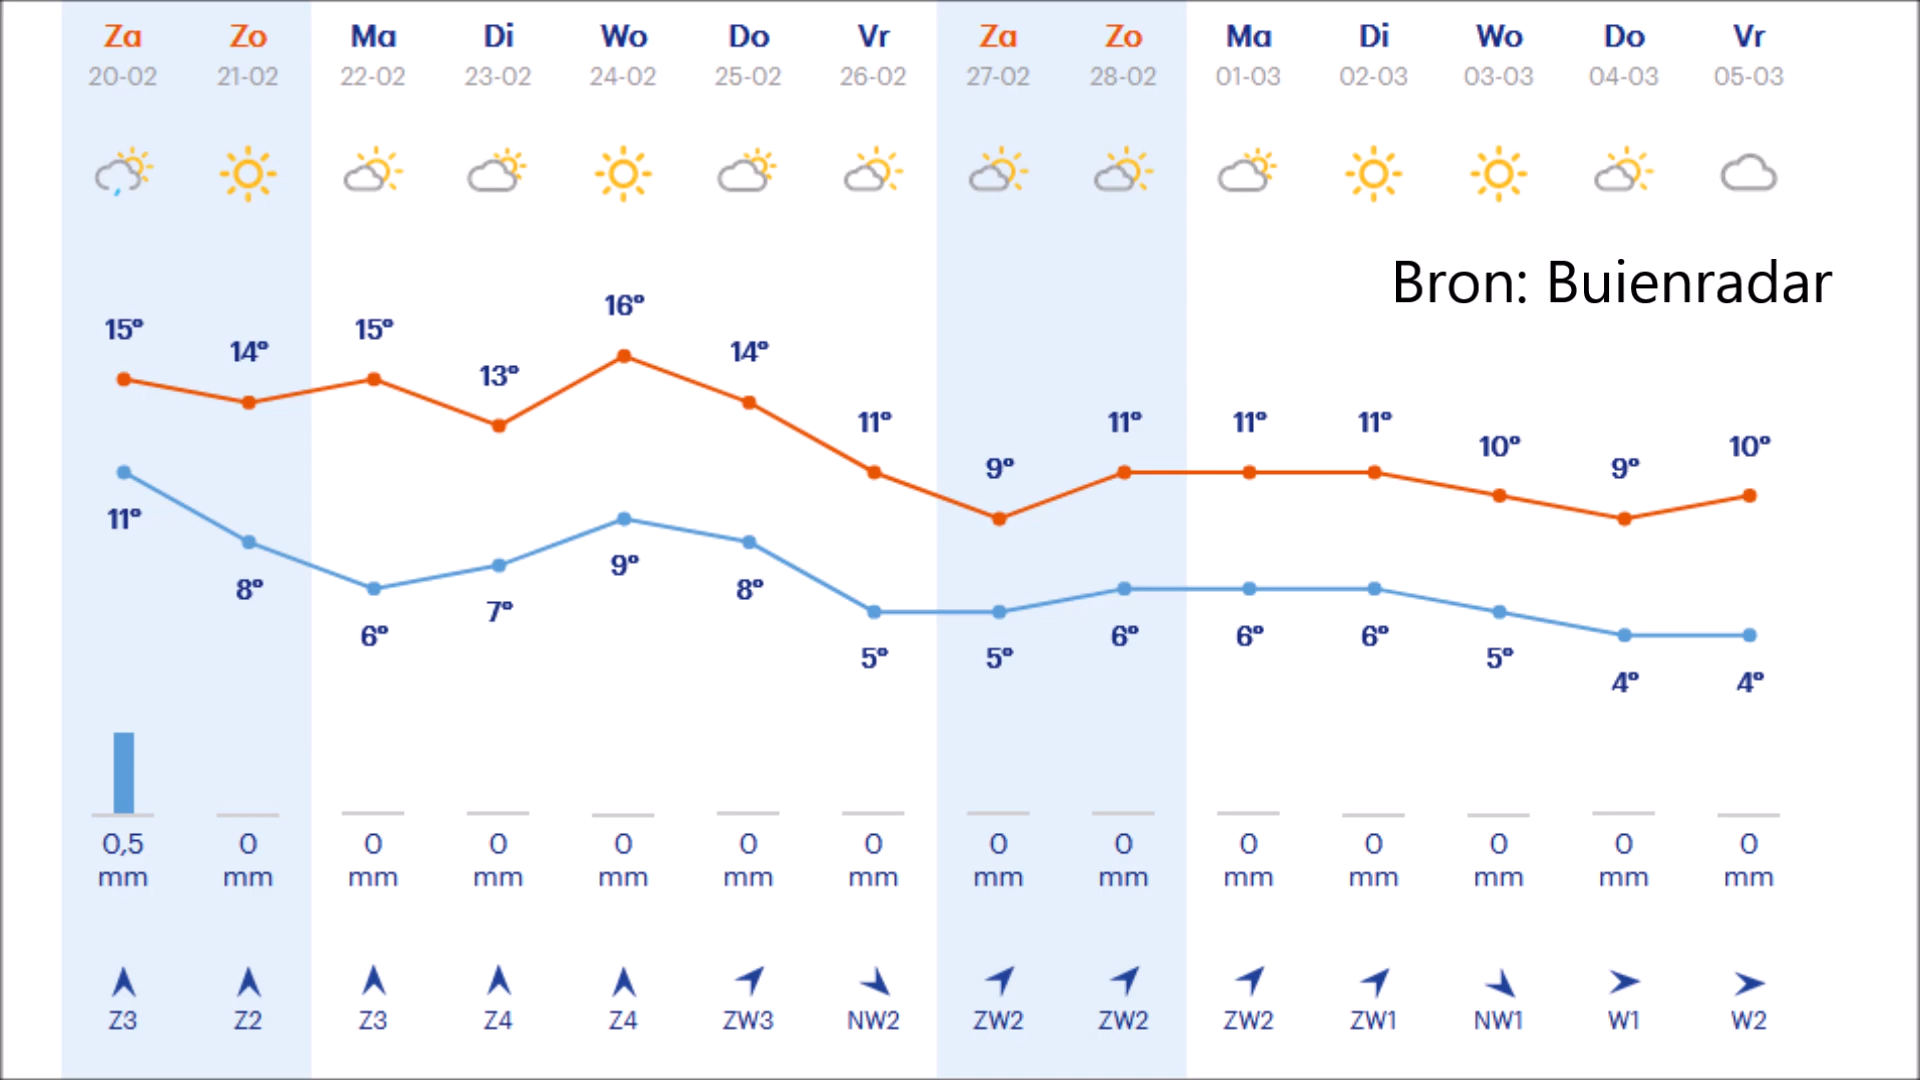 Za Zo Ma Di Wo Do Vr Za Zo Ma Di Wo Do Vr
20-02 21-02 22-02 23-02 24-02 25-02 26-02 27-02 28-02 01-03 02-03 03-03 04-03 05-03
Bron: Buienradar
15° 14° 15° 13° 16° 14° 11° 9° 11° 11° 11° 10° 9° 10°
11° 8° 6° 7° 9° 8° 5° 5° 6° 6° 6° 5° 4° 4°
0,5 0 0 0 0 0 0 0 0 0 0 0 0 0
mm mm mm mm mm mm mm mm mm mm mm mm mm mm
Z3 Z2 Z3 Z4 Z4 ZW3 NW2 ZW2 ZW2 ZW2 ZW1 NW1 W1 W2